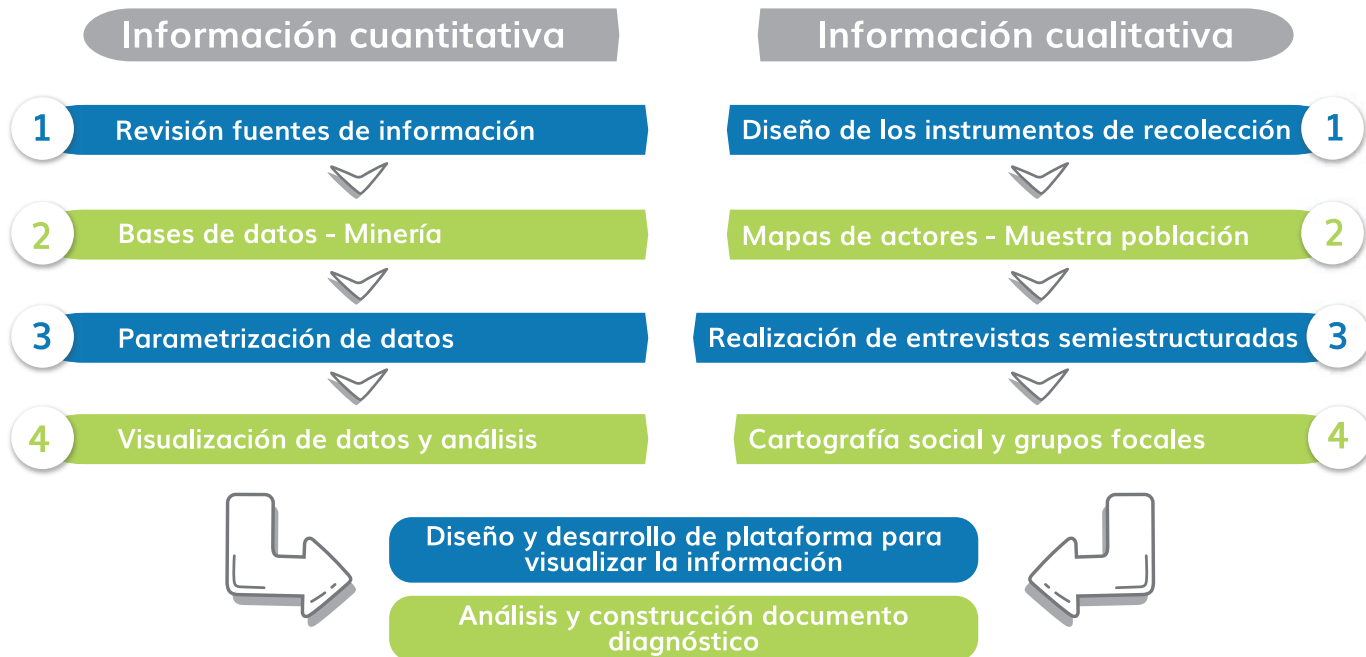 Información cuantitativa
1
Revisión fuentes de información
2
Bases de datos - Minería
3
Parametrización de datos
4
Visualización de datos y análisis
Información cualitativa
Diseño de los instrumentos de recolección
1
Mapas de actores - Muestra población
2
Realización de entrevistas semiestructuradas
3
Cartografía social y grupos focales
4
Diseño y desarrollo de plataforma para
visualizar la información
Análisis y construcción documento
diagnóstico